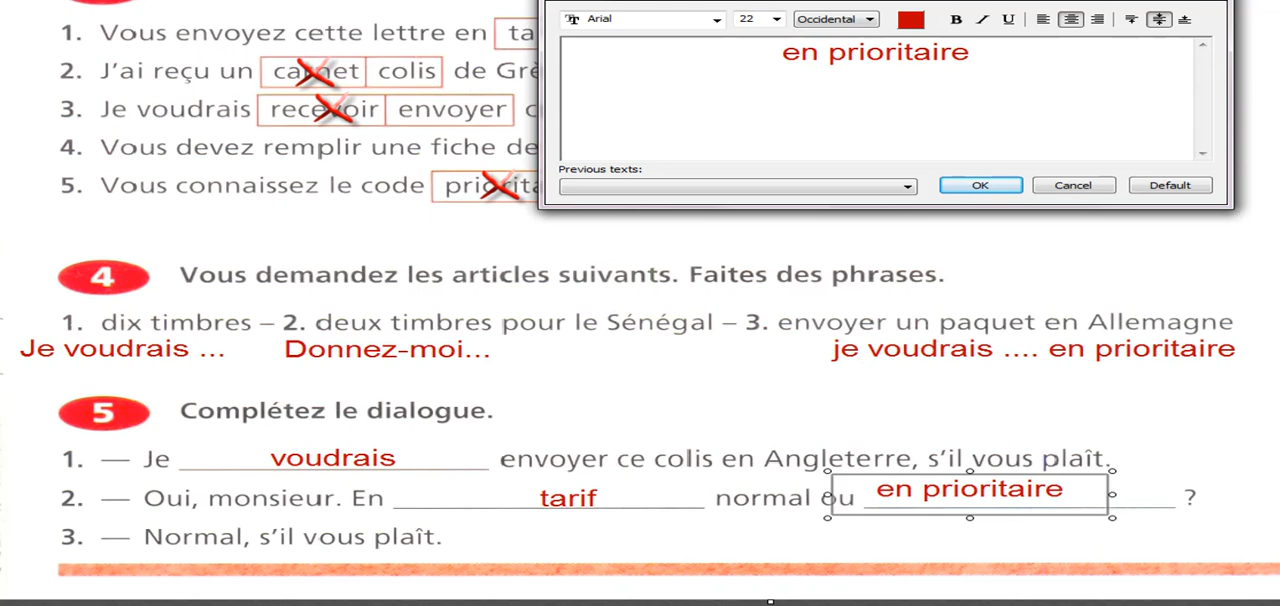 1. Vous envoyez cette lettre en ta
2. J'ai reçu un carnet colis de Grè
3. Je voudrais recevoir envoyer c
4. Vous devez remplir une fiche de
5. Vous connaissez le code priorita
Arial 22 Occidental B I U
en prioritaire
Previous texts:
OK Cancel Default
4 Vous demandez les articles suivants. Faites des phrases.
1. dix timbres – 2. deux timbres pour le Sénégal – 3. envoyer un paquet en Allemagne
Je voudrais ... Donnez-moi... je voudrais .... en prioritaire
5 Complétez le dialogue.
1. — Je voudrais envoyer ce colis en Angleterre, s'il vous plaît.
2. — Oui, monsieur. En tarif normal ou en prioritaire ?
3. — Normal, s'il vous plaît.